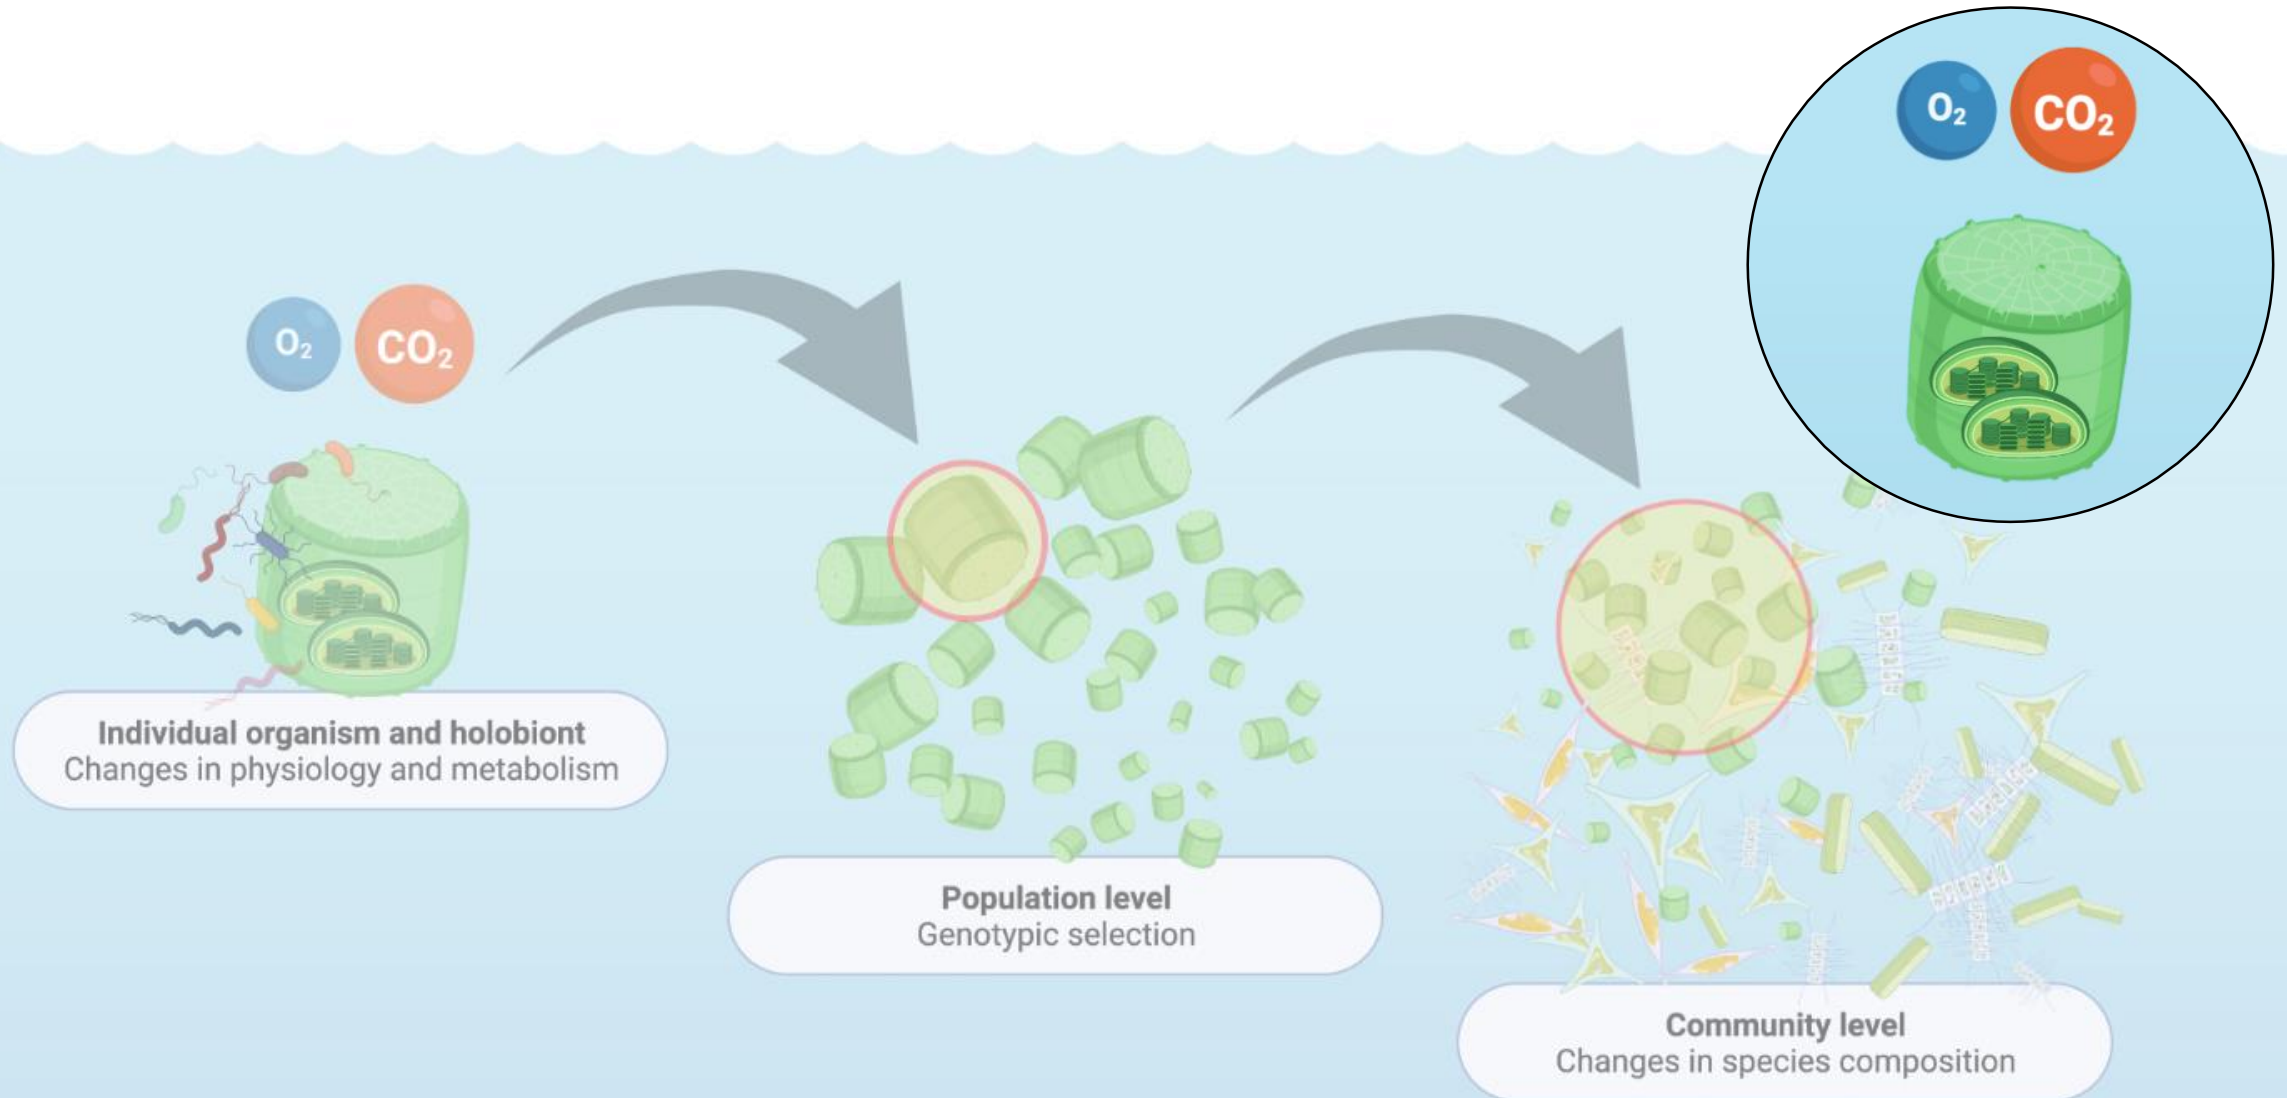 O₂ CO₂
O₂ CO₂
Individual organism and holobiont
Changes in physiology and metabolism
Population level
Genotypic selection
Community level
Changes in species composition